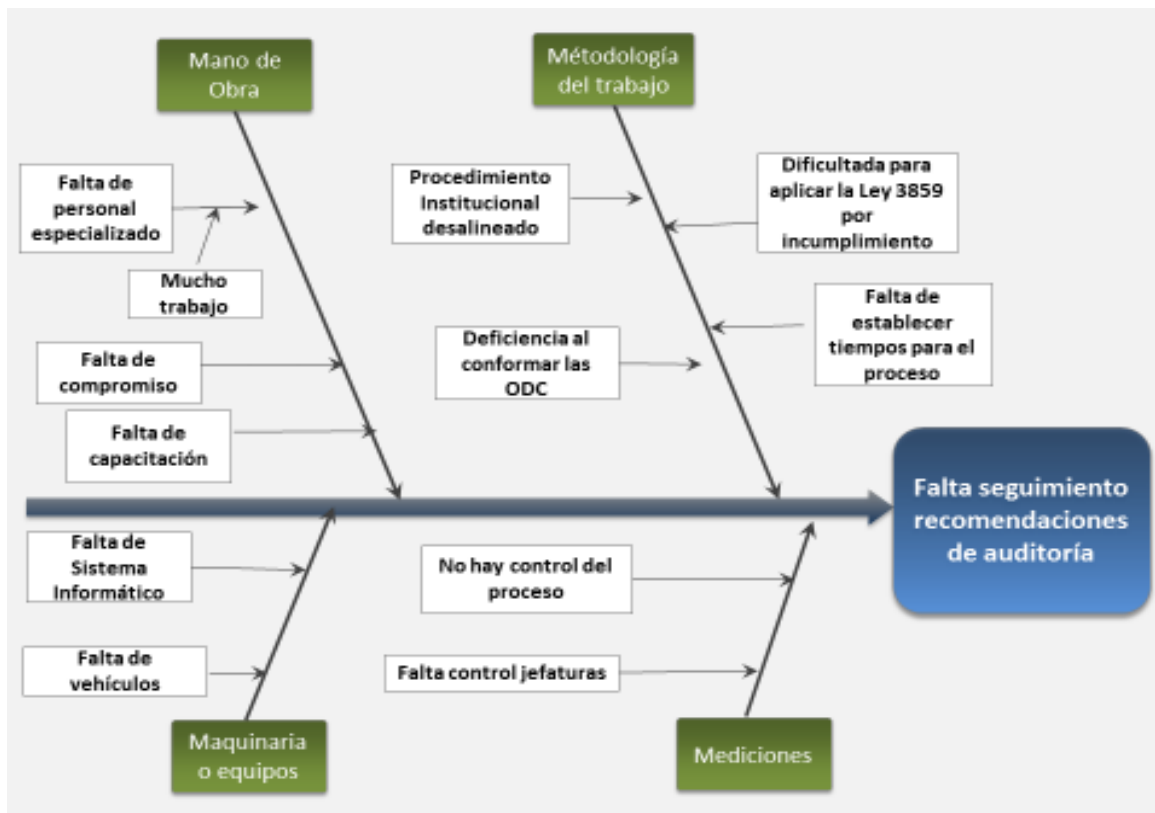 Mano de
Obra
Métodología
del trabajo
Falta de
personal
especializado
Mucho
trabajo
Falta de
compromiso
Falta de
capacitación
Procedimiento
Institucional
desalineado
Dificultada para
aplicar la Ley 3859
por
incumplimiento
Deficiencia al
conformar las
ODC
Falta de
establecer
tiempos para el
proceso
Falta seguimiento
recomendaciones
de auditoría
Falta de
Sistema
Informático
Falta de
vehículos
No hay control del
proceso
Falta control jefaturas
Maquinaria
o equipos
Mediciones